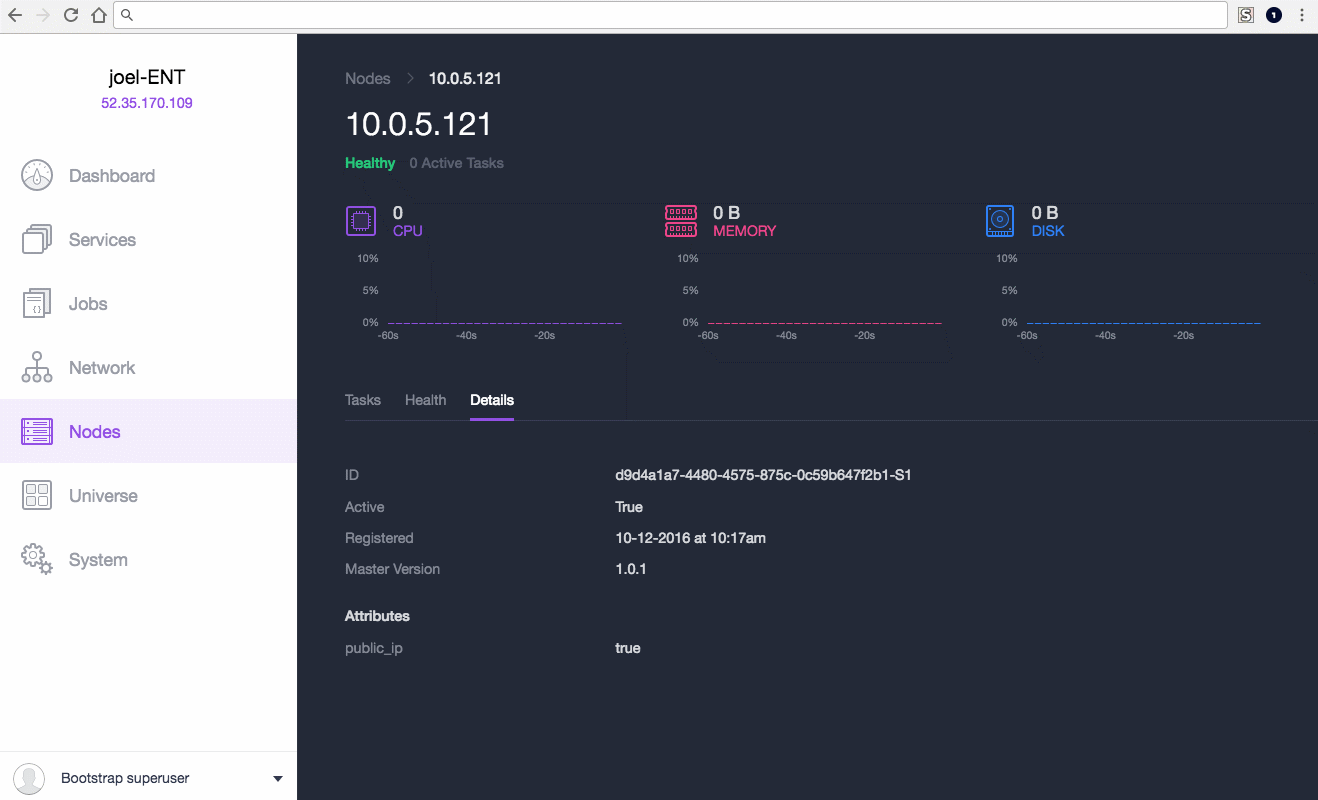 joel-ENT
52.35.170.109
Dashboard
Services
Jobs
Network
Nodes
Universe
System
Bootstrap superuser
Nodes 10.0.5.121
10.0.5.121
Healthy 0 Active Tasks
0
CPU
10%
5%
0%
-60s -40s -20s
0 B
MEMORY
10%
5%
0%
-60s -40s -20s
0 B
DISK
10%
5%
0%
-60s -40s -20s
Tasks Health Details
ID d9d4a1a7-4480-4575-875c-0c59b647f2b1-S1
Active True
Registered 10-12-2016 at 10:17am
Master Version 1.0.1
Attributes
public_ip true
S
1